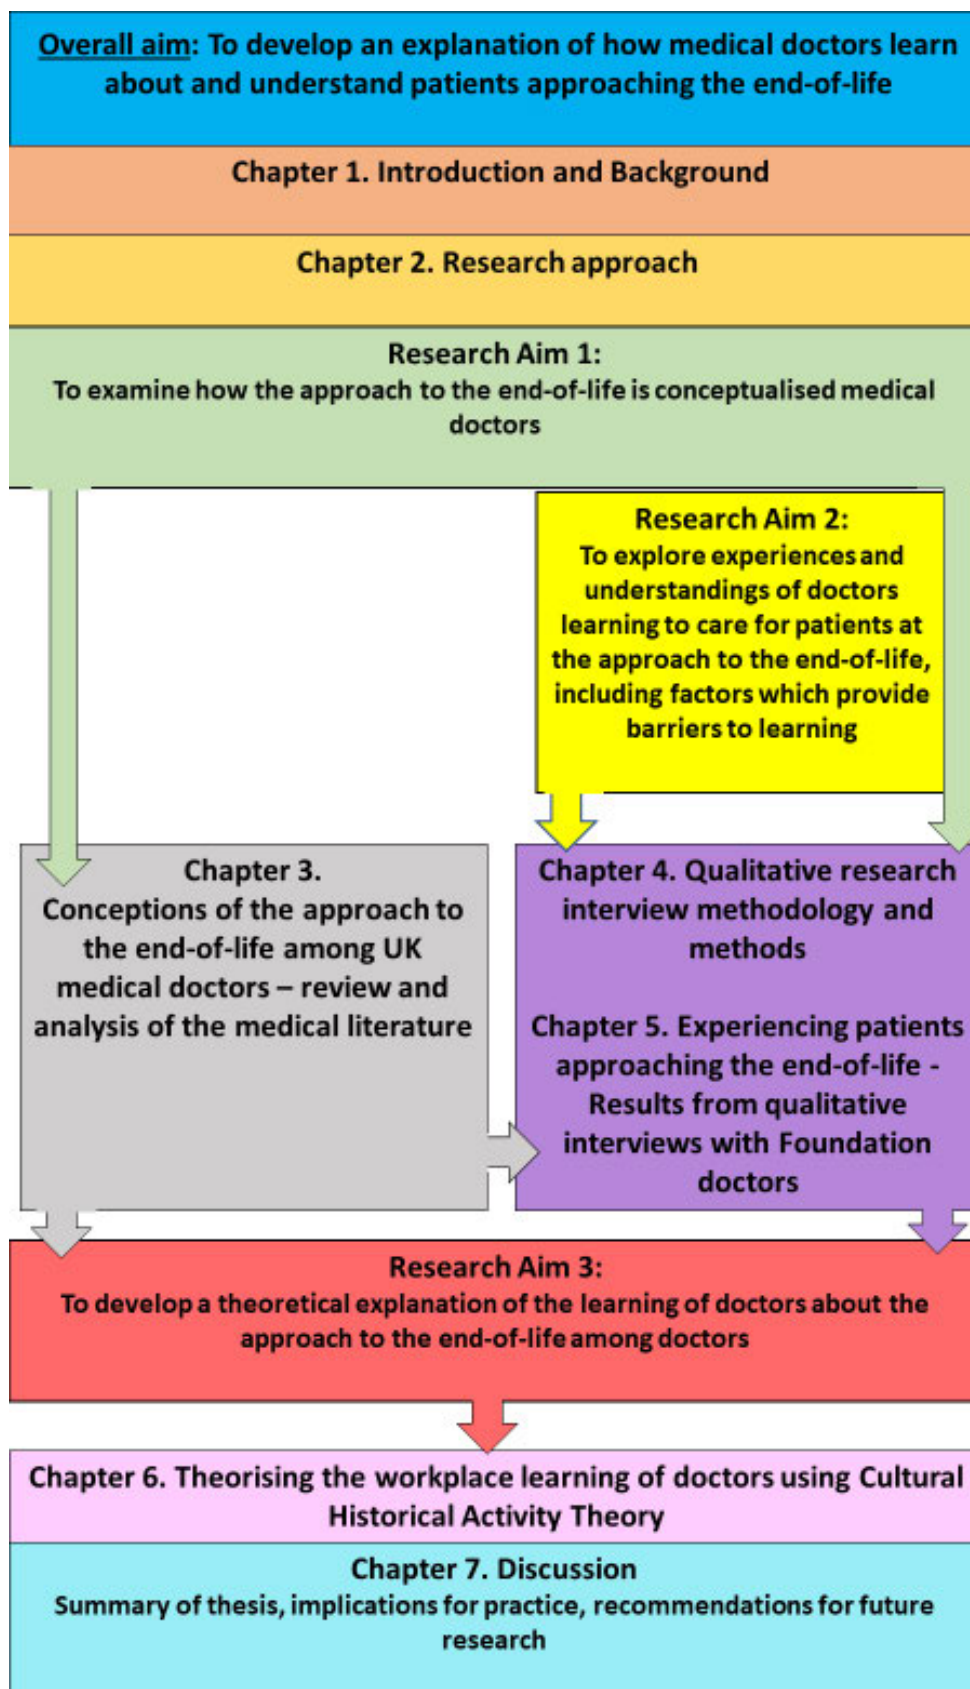 Overall aim: To develop an explanation of how medical doctors learn
about and understand patients approaching the end-of-life
Chapter 1. Introduction and Background
Chapter 2. Research approach
Research Aim 1:
To examine how the approach to the end-of-life is conceptualised medical
doctors
Research Aim 2:
To explore experiences and
understandings of doctors
learning to care for patients at
the approach to the end-of-life,
including factors which provide
barriers to learning
Chapter 3.
Conceptions of the approach to
the end-of-life among UK
medical doctors – review and
analysis of the medical literature
Chapter 4. Qualitative research
interview methodology and
methods
Chapter 5. Experiencing patients
approaching the end-of-life -
Results from qualitative
interviews with Foundation
doctors
Research Aim 3:
To develop a theoretical explanation of the learning of doctors about the
approach to the end-of-life among doctors
Chapter 6. Theorising the workplace learning of doctors using Cultural
Historical Activity Theory
Chapter 7. Discussion
Summary of thesis, implications for practice, recommendations for future
research